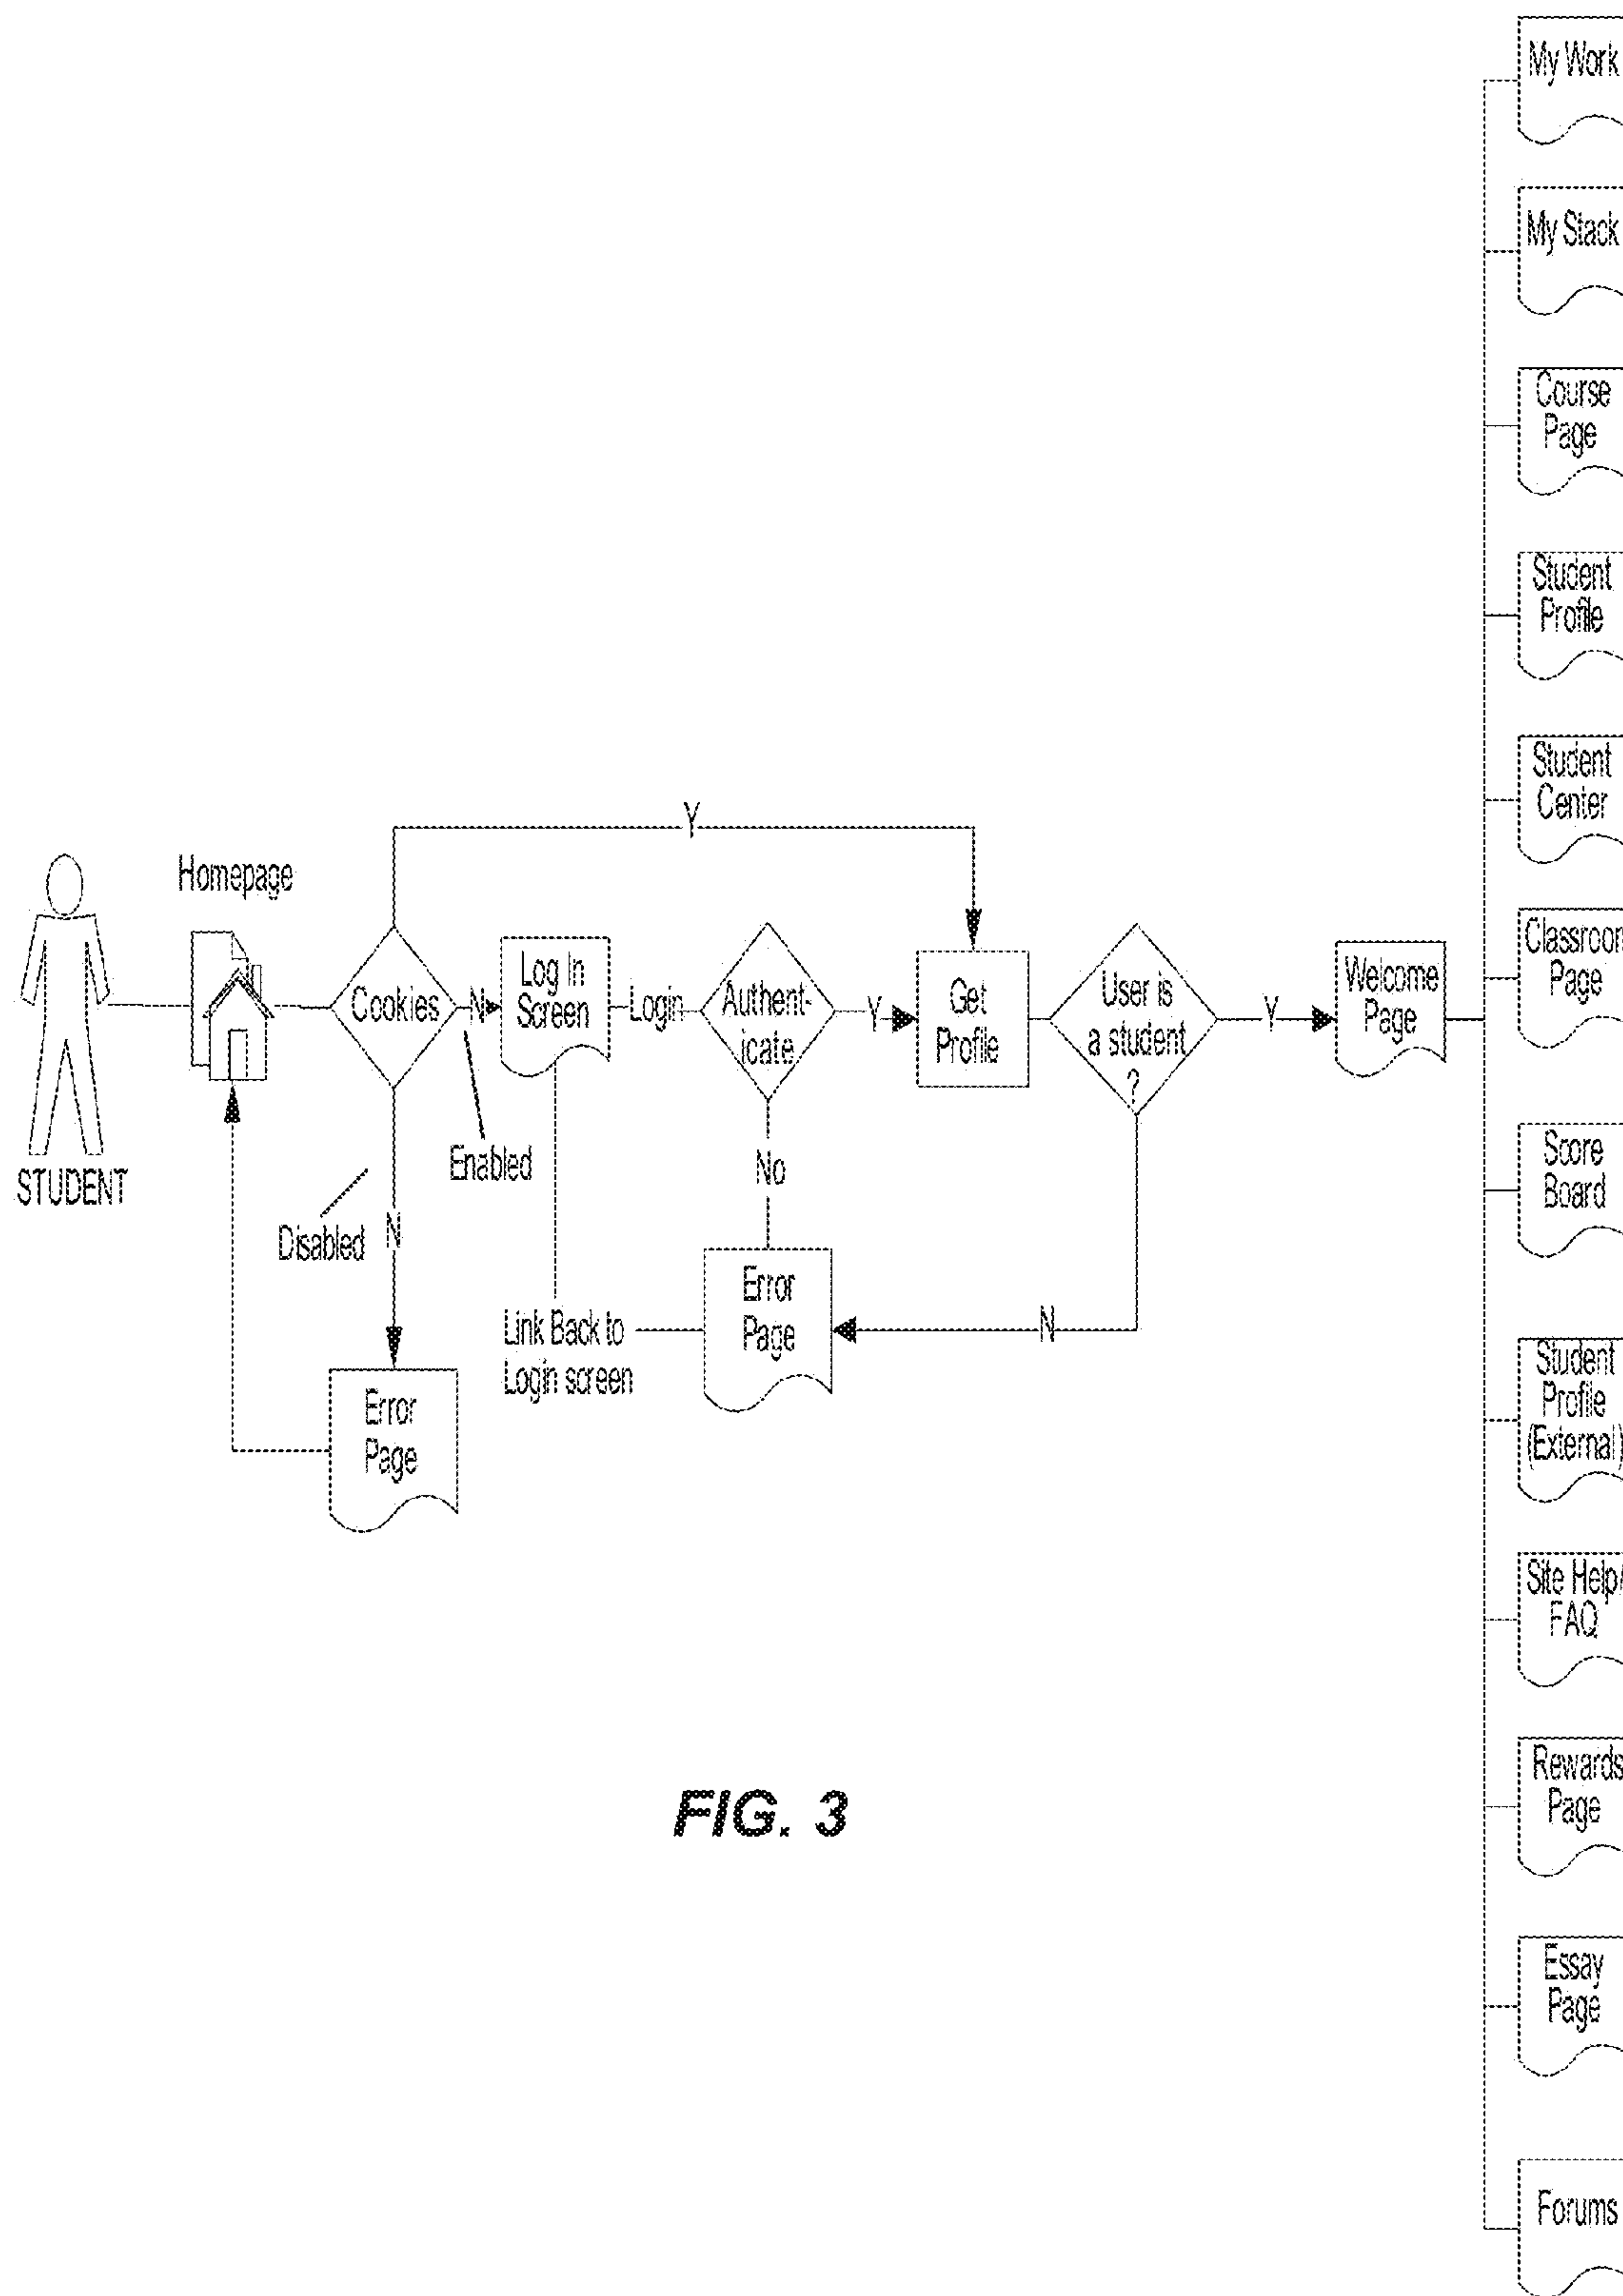 My Work
My Stack
Course
Page
Student
Profile
Student
Center
Y
Homepage
STUDENT
Cookies
N
Log In
Screen
Login
Authent-
icate
Y
Get
Profile
User is
a student
?
Y
Welcome
Page
Classroom
Page
Enabled
Disabled
N
No
Error
Page
N
Link Back to
Login screen
Error
Page
Score
Board
Student
Profile
(External)
Site Help/
FAQ
Rewards
Page
Essay
Page
Forums
FIG. 3